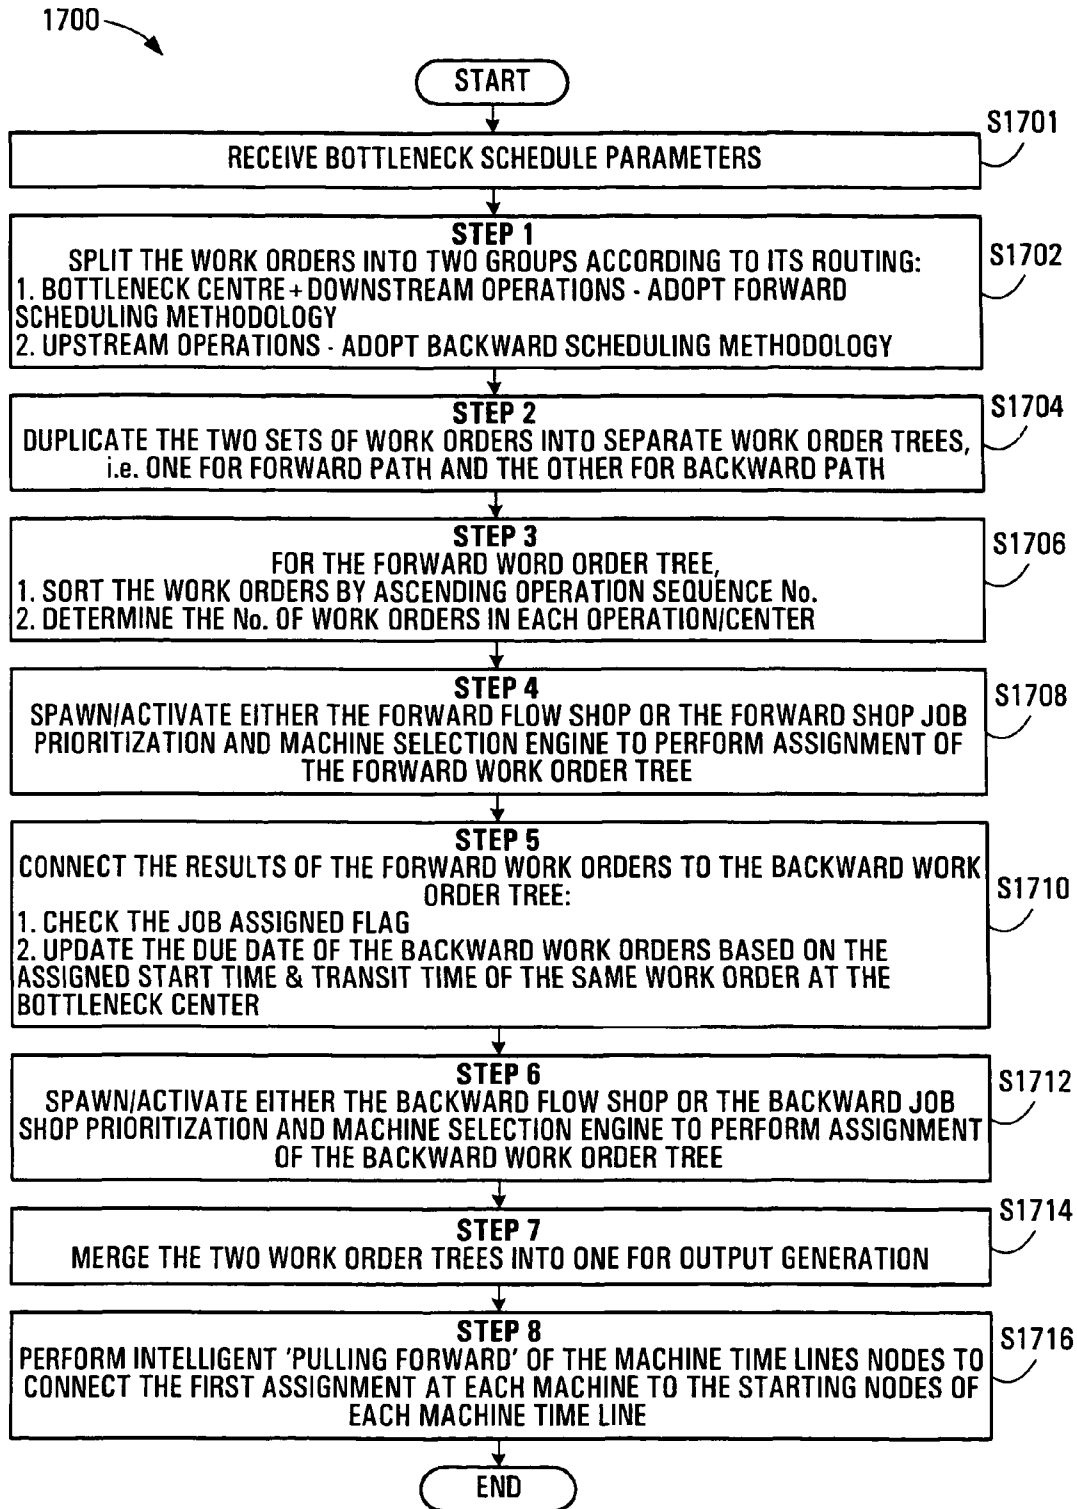 1700
START
S1701
RECEIVE BOTTLENECK SCHEDULE PARAMETERS
S1702
STEP 1
SPLIT THE WORK ORDERS INTO TWO GROUPS ACCORDING TO ITS ROUTING:
1. BOTTLENECK CENTRE+DOWNSTREAM OPERATIONS - ADOPT FORWARD
SCHEDULING METHODOLOGY
2. UPSTREAM OPERATIONS - ADOPT BACKWARD SCHEDULING METHODOLOGY
S1704
STEP 2
DUPLICATE THE TWO SETS OF WORK ORDERS INTO SEPARATE WORK ORDER TREES,
i.e. ONE FOR FORWARD PATH AND THE OTHER FOR BACKWARD PATH
S1706
STEP 3
FOR THE FORWARD WORD ORDER TREE,
1. SORT THE WORK ORDERS BY ASCENDING OPERATION SEQUENCE No.
2. DETERMINE THE No. OF WORK ORDERS IN EACH OPERATION/CENTER
S1708
STEP 4
SPAWN/ACTIVATE EITHER THE FORWARD FLOW SHOP OR THE FORWARD SHOP JOB
PRIORITIZATION AND MACHINE SELECTION ENGINE TO PERFORM ASSIGNMENT OF
THE FORWARD WORK ORDER TREE
S1710
STEP 5
CONNECT THE RESULTS OF THE FORWARD WORK ORDERS TO THE BACKWARD WORK
ORDER TREE:
1. CHECK THE JOB ASSIGNED FLAG
2. UPDATE THE DUE DATE OF THE BACKWARD WORK ORDERS BASED ON THE
ASSIGNED START TIME & TRANSIT TIME OF THE SAME WORK ORDER AT THE
BOTTLENECK CENTER
S1712
STEP 6
SPAWN/ACTIVATE EITHER THE BACKWARD FLOW SHOP OR THE BACKWARD JOB
SHOP PRIORITIZATION AND MACHINE SELECTION ENGINE TO PERFORM ASSIGNMENT
OF THE BACKWARD WORK ORDER TREE
S1714
STEP 7
MERGE THE TWO WORK ORDER TREES INTO ONE FOR OUTPUT GENERATION
S1716
STEP 8
PERFORM INTELLIGENT 'PULLING FORWARD' OF THE MACHINE TIME LINES NODES TO
CONNECT THE FIRST ASSIGNMENT AT EACH MACHINE TO THE STARTING NODES OF
EACH MACHINE TIME LINE
END